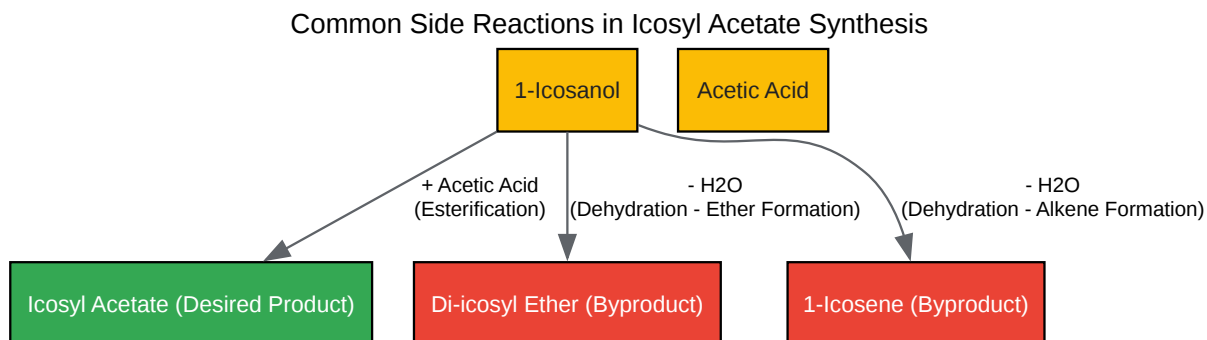 Common Side Reactions in Icosyl Acetate Synthesis
1-Icosanol
Acetic Acid
+ Acetic Acid
(Esterification)
- H2O
(Dehydration - Ether Formation)
- H2O
(Dehydration - Alkene Formation)
Icosyl Acetate (Desired Product)
Di-icosyl Ether (Byproduct)
1-Icosene (Byproduct)